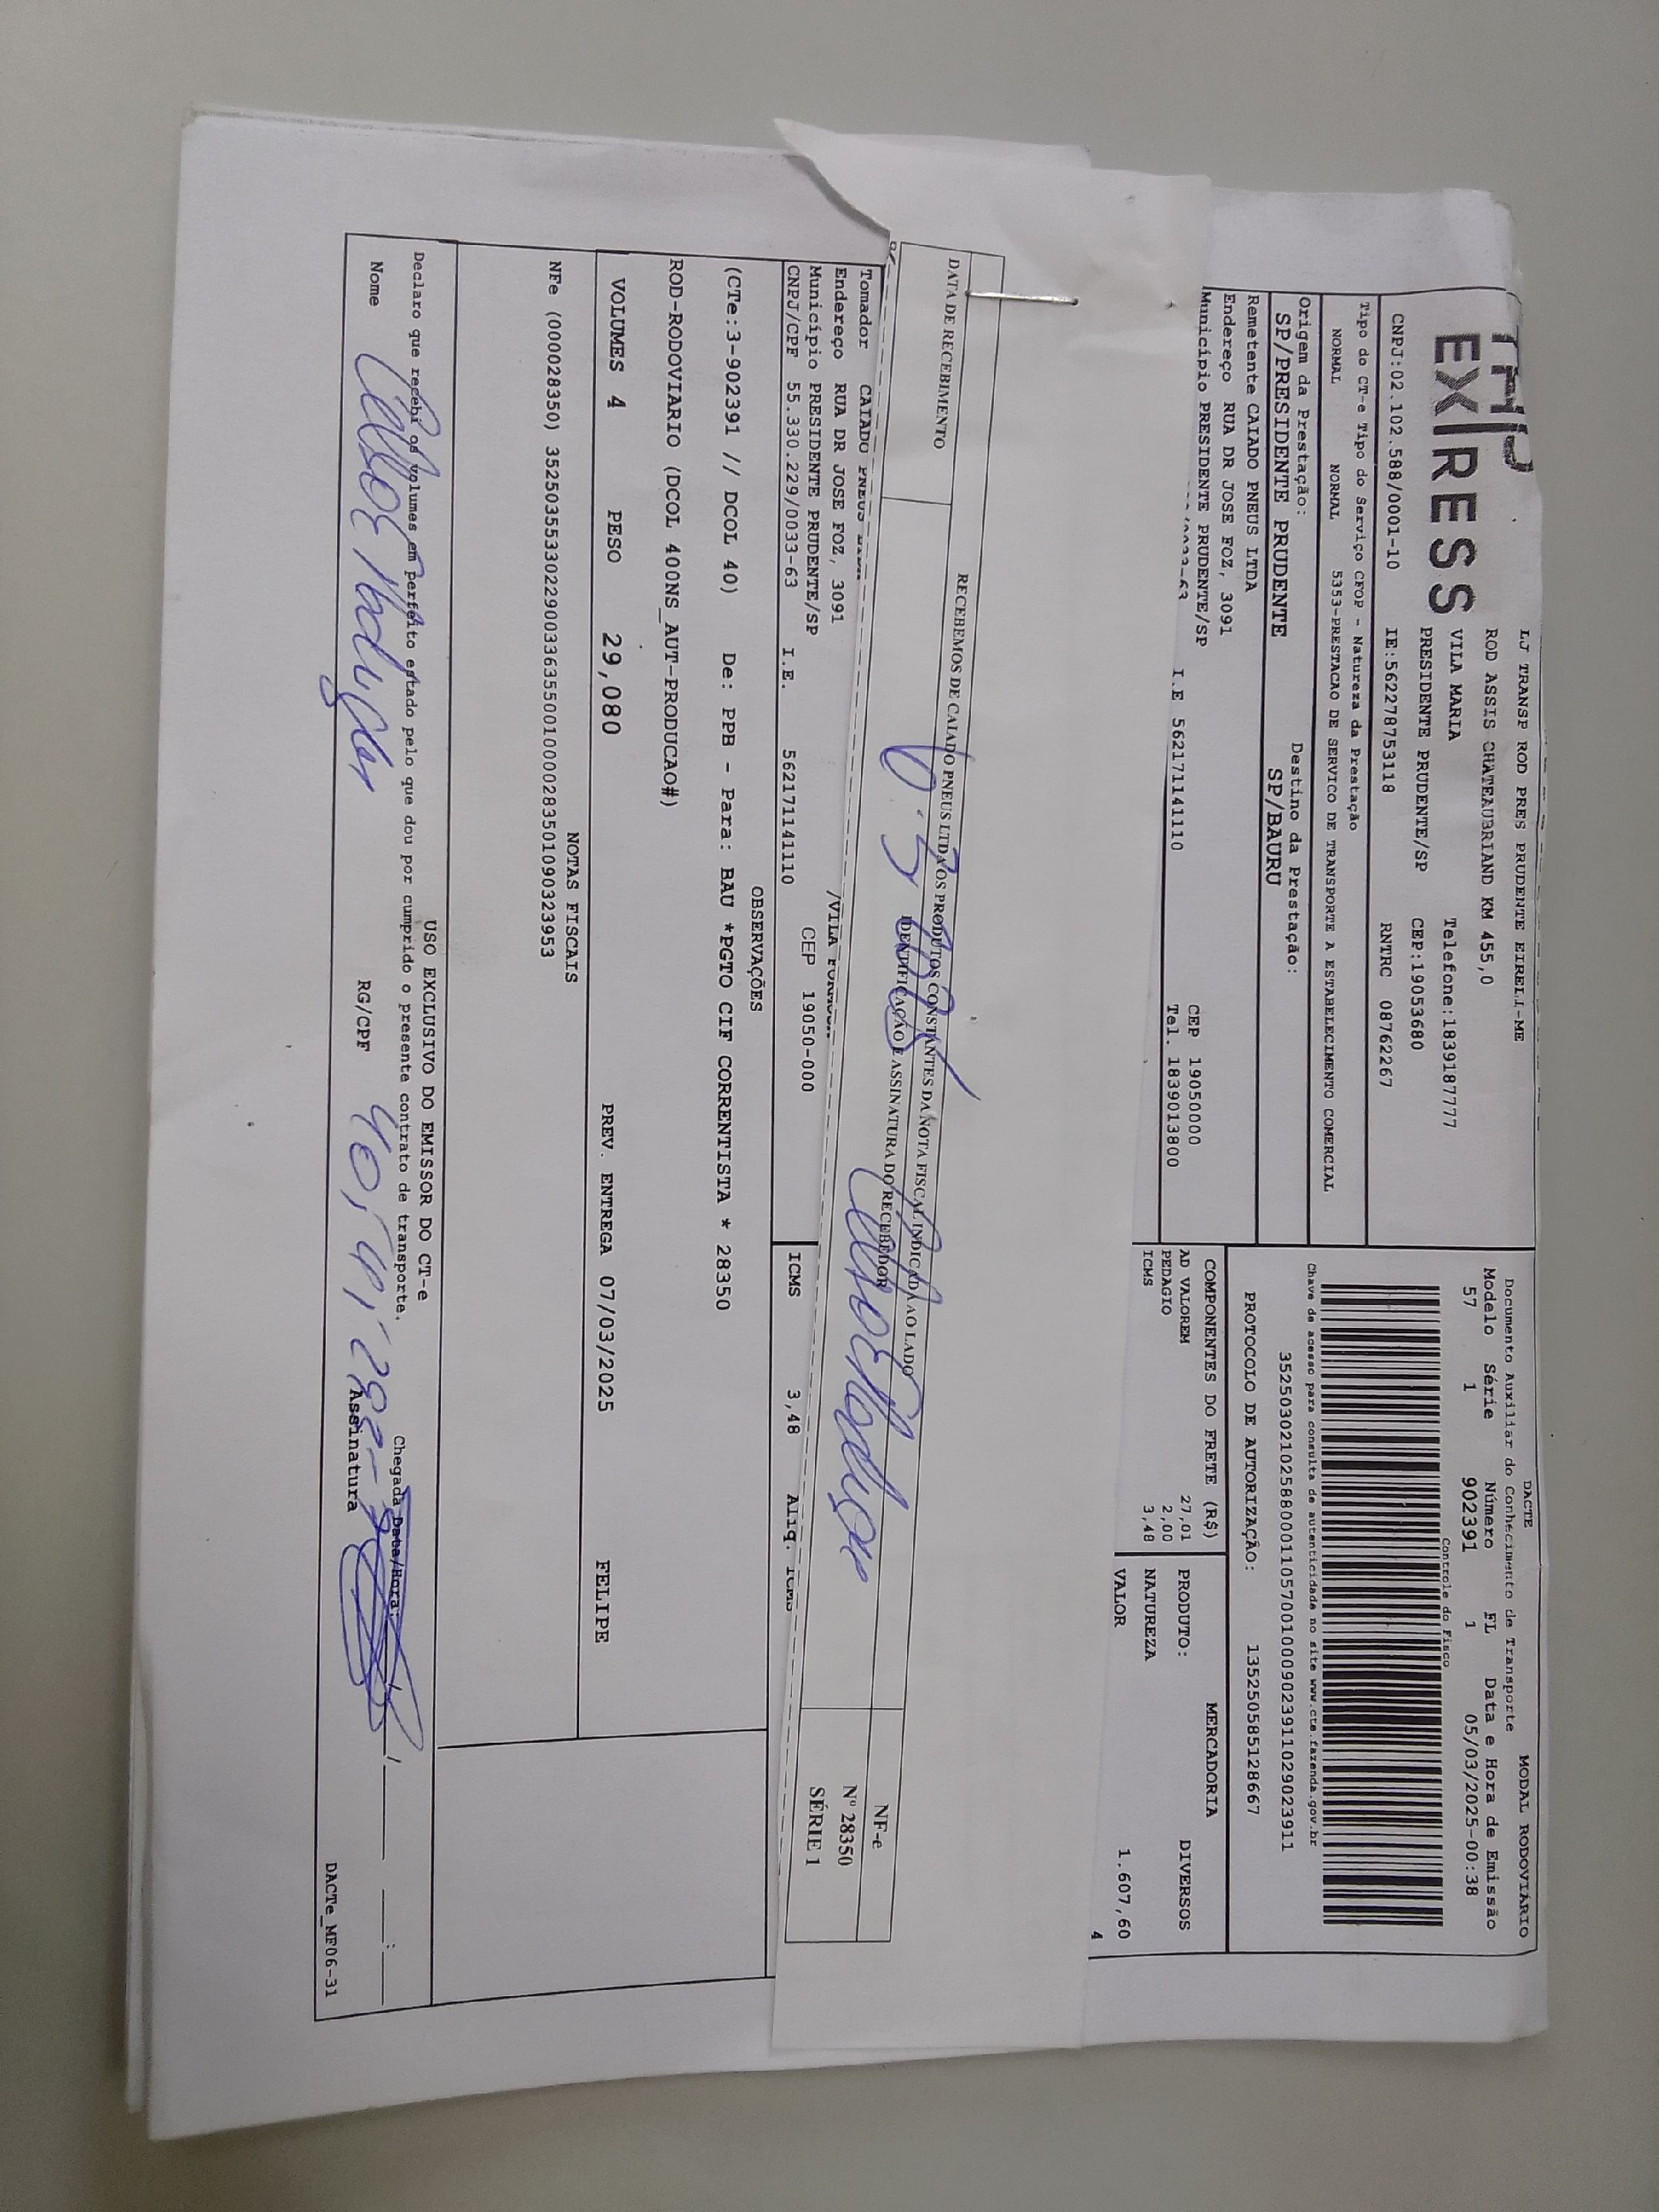 EX|RESS
LJ TRANSP ROD PRES PRUDENTE EIRELI-ME
ROD ASSIS CHATEAUBRIAND KM 455,0
VILA MARIA Telefone:1839187777
PRESIDENTE PRUDENTE/SP CEP:19053680
CNPJ:02.102.588/0001-10 IE:562278753118 RNTRC 08762267
Tipo do CT-e Tipo do Serviço CFOP - Natureza da Prestação
NORMAL NORMAL 5353-PRESTACAO DE SERVICO DE TRANSPORTE A ESTABELECIMENTO COMERCIAL
Origem da Prestação: Destino da Prestação:
SP/PRESIDENTE PRUDENTE SP/BAURU
Remetente CAIADO PNEUS LTDA
Endereço RUA DR JOSE FOZ, 3091
Município PRESIDENTE PRUDENTE/SP CEP 19050000
I.E 562171141110 Tel. 1839013800
DACTE MODAL RODOVIÁRIO
Documento Auxiliar do Conhecimento de Transporte
Modelo Série Número FL Data e Hora de Emissão
57 1 902391 1 05/03/2025-00:38
Controle do Fisco
Chave de acesso para consulta de autenticidade no site www.cte.fazenda.gov.br
35250302102588000110570010009023911029023911
PROTOCOLO DE AUTORIZAÇÃO: 135250585128667
COMPONENTES DO FRETE (R$) MERCADORIA
AD VALOREM 27,01 PRODUTO: DIVERSOS
PEDAGIO 2,00 NATUREZA
ICMS 3,48 VALOR 1.607,60
4
RECEBEMOS DE CAIADO PNEUS LTDA OS PRODUTOS CONSTANTES DA NOTA FISCAL INDICADA AO LADO
DATA DE RECEBIMENTO IDENTIFICAÇÃO E ASSINATURA DO RECEBEDOR
NF-e
Nº 28350
SÉRIE 1
Tomador CAIADO PNEUS
Endereço RUA DR JOSE FOZ, 3091 /VILA
Município PRESIDENTE PRUDENTE/SP CEP 19050-000
CNPJ/CPF 55.330.229/0033-63 I.E. 562171141110 ICMS 3,48 Aliq. ICMS
OBSERVAÇÕES
(CTe:3-902391 // DCOL 40) De: PPB - Para: BAU *PGTO CIF CORRENTISTA * 28350
ROD-RODOVIARIO (DCOL 400NS_AUT-PRODUCAO#)
VOLUMES 4 PESO 29,080 PREV. ENTREGA 07/03/2025 FELIPE
NOTAS FISCAIS
NFe (000028350) 35250355330229003363550010000283501090323953
USO EXCLUSIVO DO EMISSOR DO CT-e
Declaro que recebi os volumes em perfeito estado pelo que dou por cumprido o presente contrato de transporte.
Chegada Data/Hora:
Nome RG/CPF Assinatura
DACTe_MF06-31